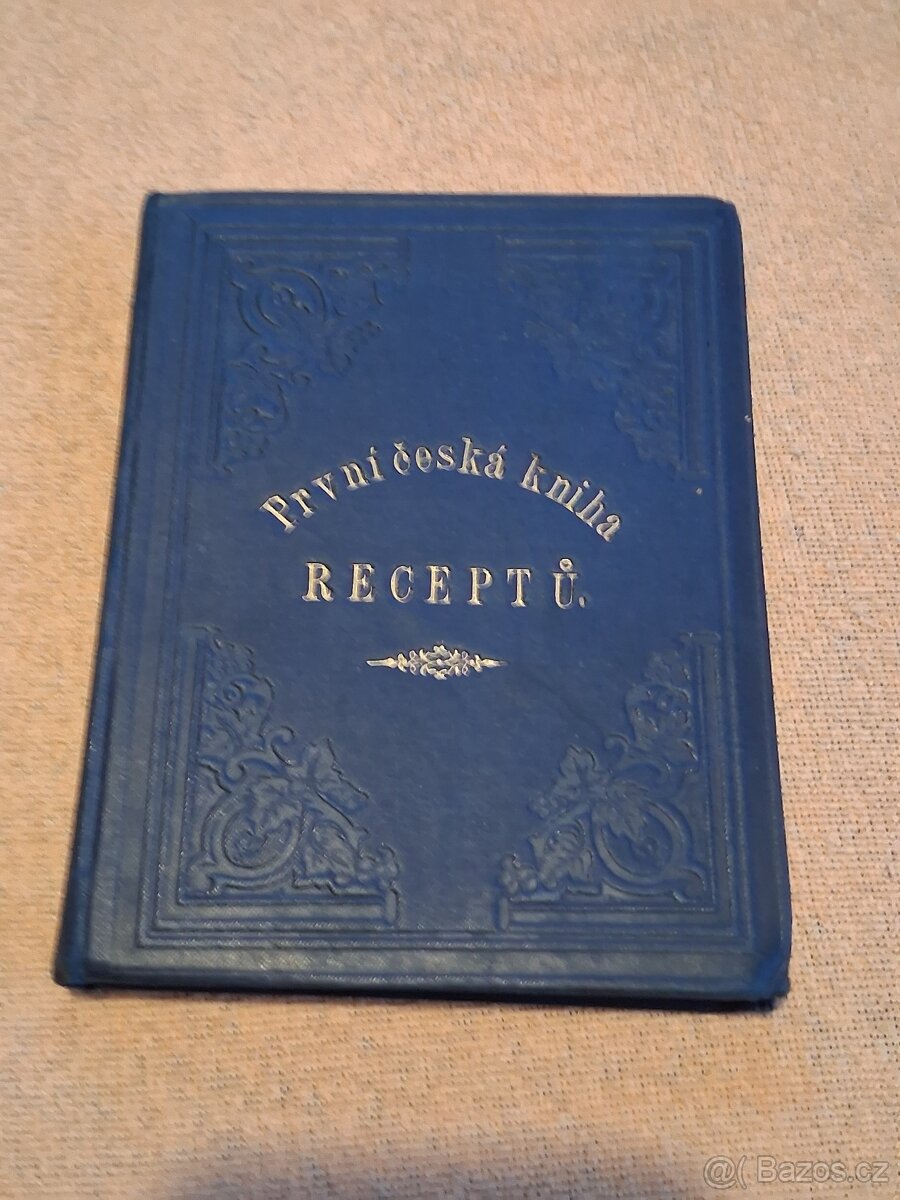 První česká kniha
RECEPTŮ.
@( Bazos.cz